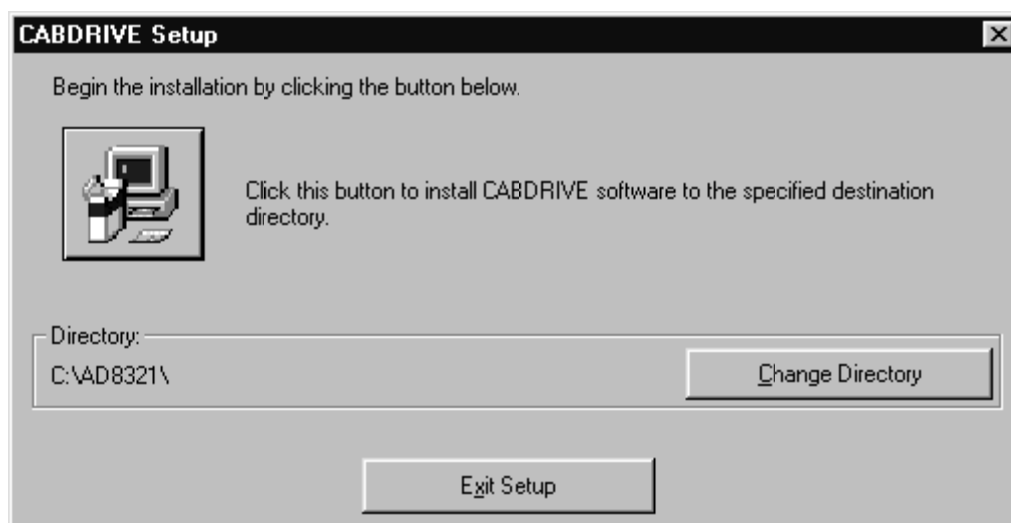 CABDRIVE Setup
Begin the installation by clicking the button below.
Click this button to install CABDRIVE software to the specified destination
directory.
Directory:
C:\AD8321\
Change Directory
Exit Setup